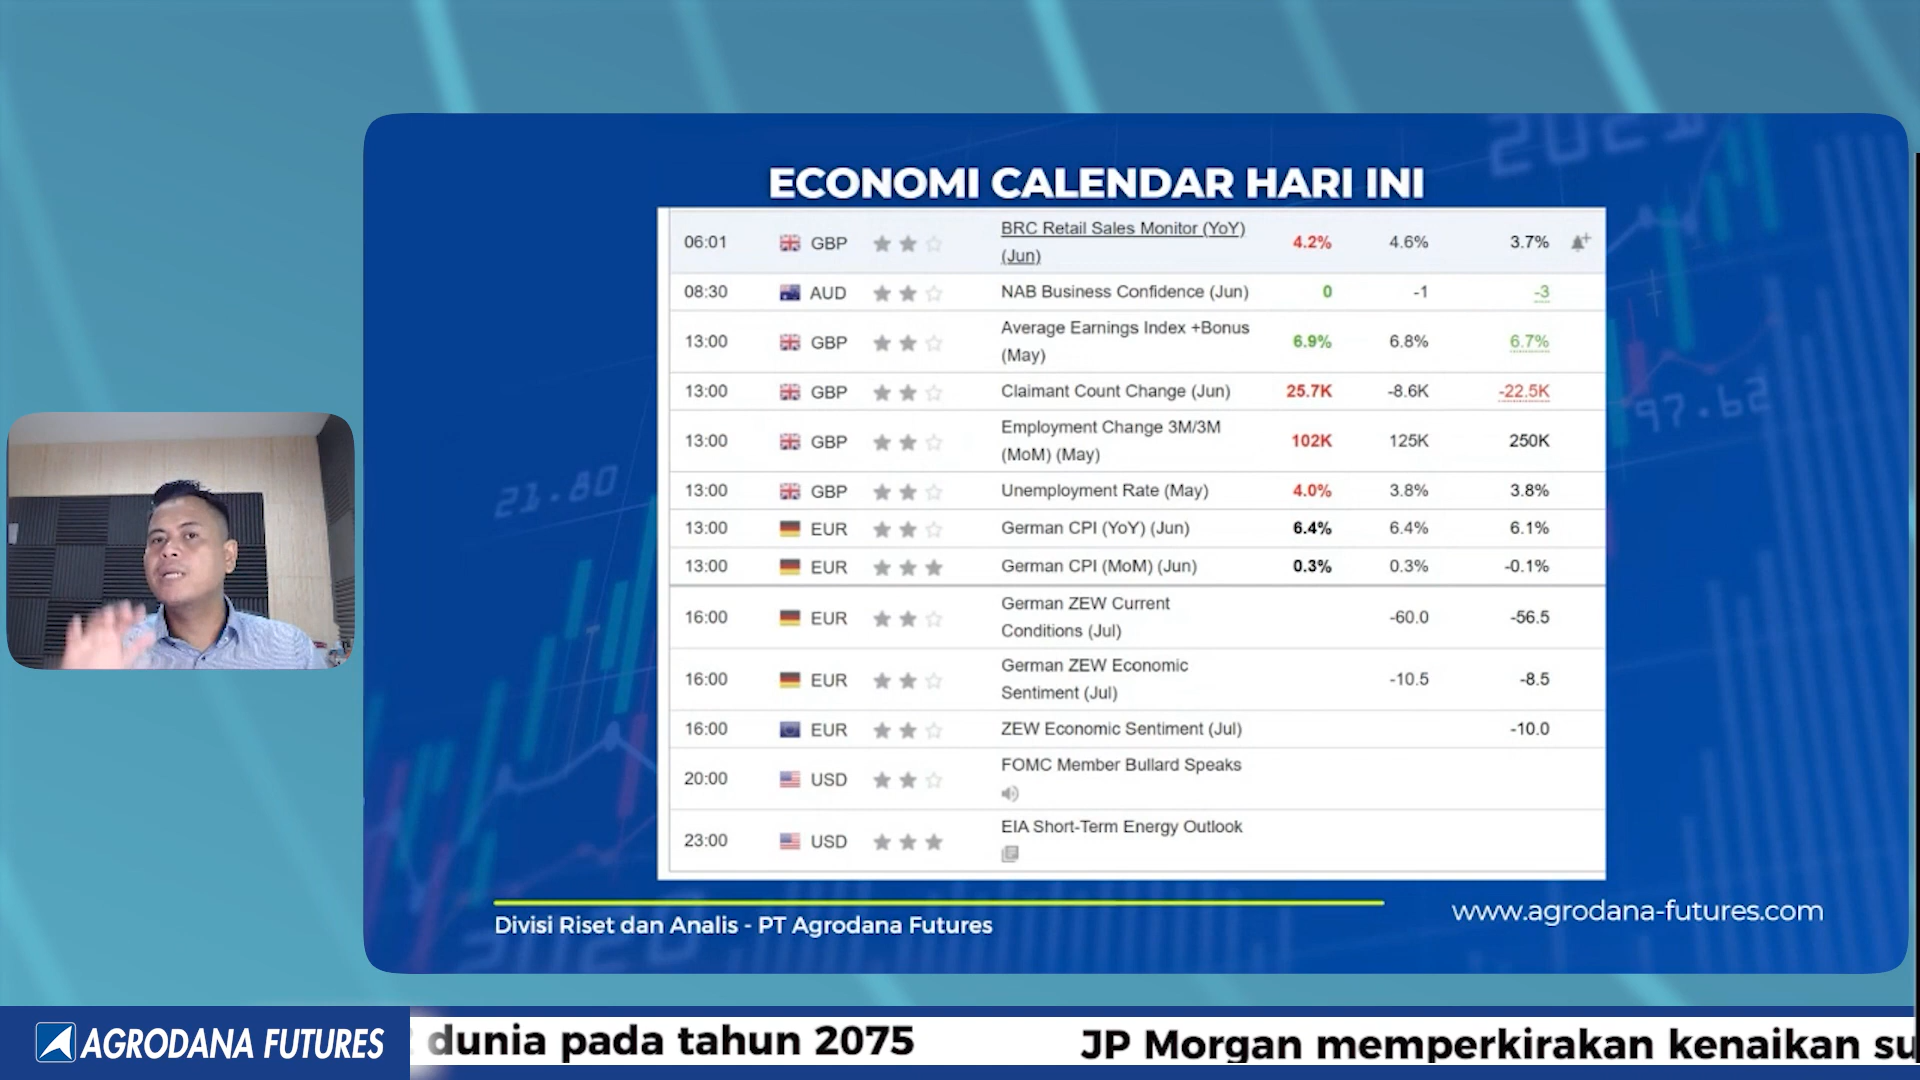 ECONOMI CALENDAR HARI INI
06:01 GBP BRC Retail Sales Monitor (YoY) (Jun) 4.2% 4.6% 3.7%
08:30 AUD NAB Business Confidence (Jun) 0 -1 -3
13:00 GBP Average Earnings Index +Bonus (May) 6.9% 6.8% 6.7%
13:00 GBP Claimant Count Change (Jun) 25.7K -8.6K -22.5K
13:00 GBP Employment Change 3M/3M (MoM) (May) 102K 125K 250K
13:00 GBP Unemployment Rate (May) 4.0% 3.8% 3.8%
13:00 EUR German CPI (YoY) (Jun) 6.4% 6.4% 6.1%
13:00 EUR German CPI (MoM) (Jun) 0.3% 0.3% -0.1%
16:00 EUR German ZEW Current Conditions (Jul) -60.0 -56.5
16:00 EUR German ZEW Economic Sentiment (Jul) -10.5 -8.5
16:00 EUR ZEW Economic Sentiment (Jul) -10.0
20:00 USD FOMC Member Bullard Speaks
23:00 USD EIA Short-Term Energy Outlook
2021
97.62
21.80
Divisi Riset dan Analis - PT Agrodana Futures
www.agrodana-futures.com
AGRODANA FUTURES
dunia pada tahun 2075
JP Morgan memperkirakan kenaikan su